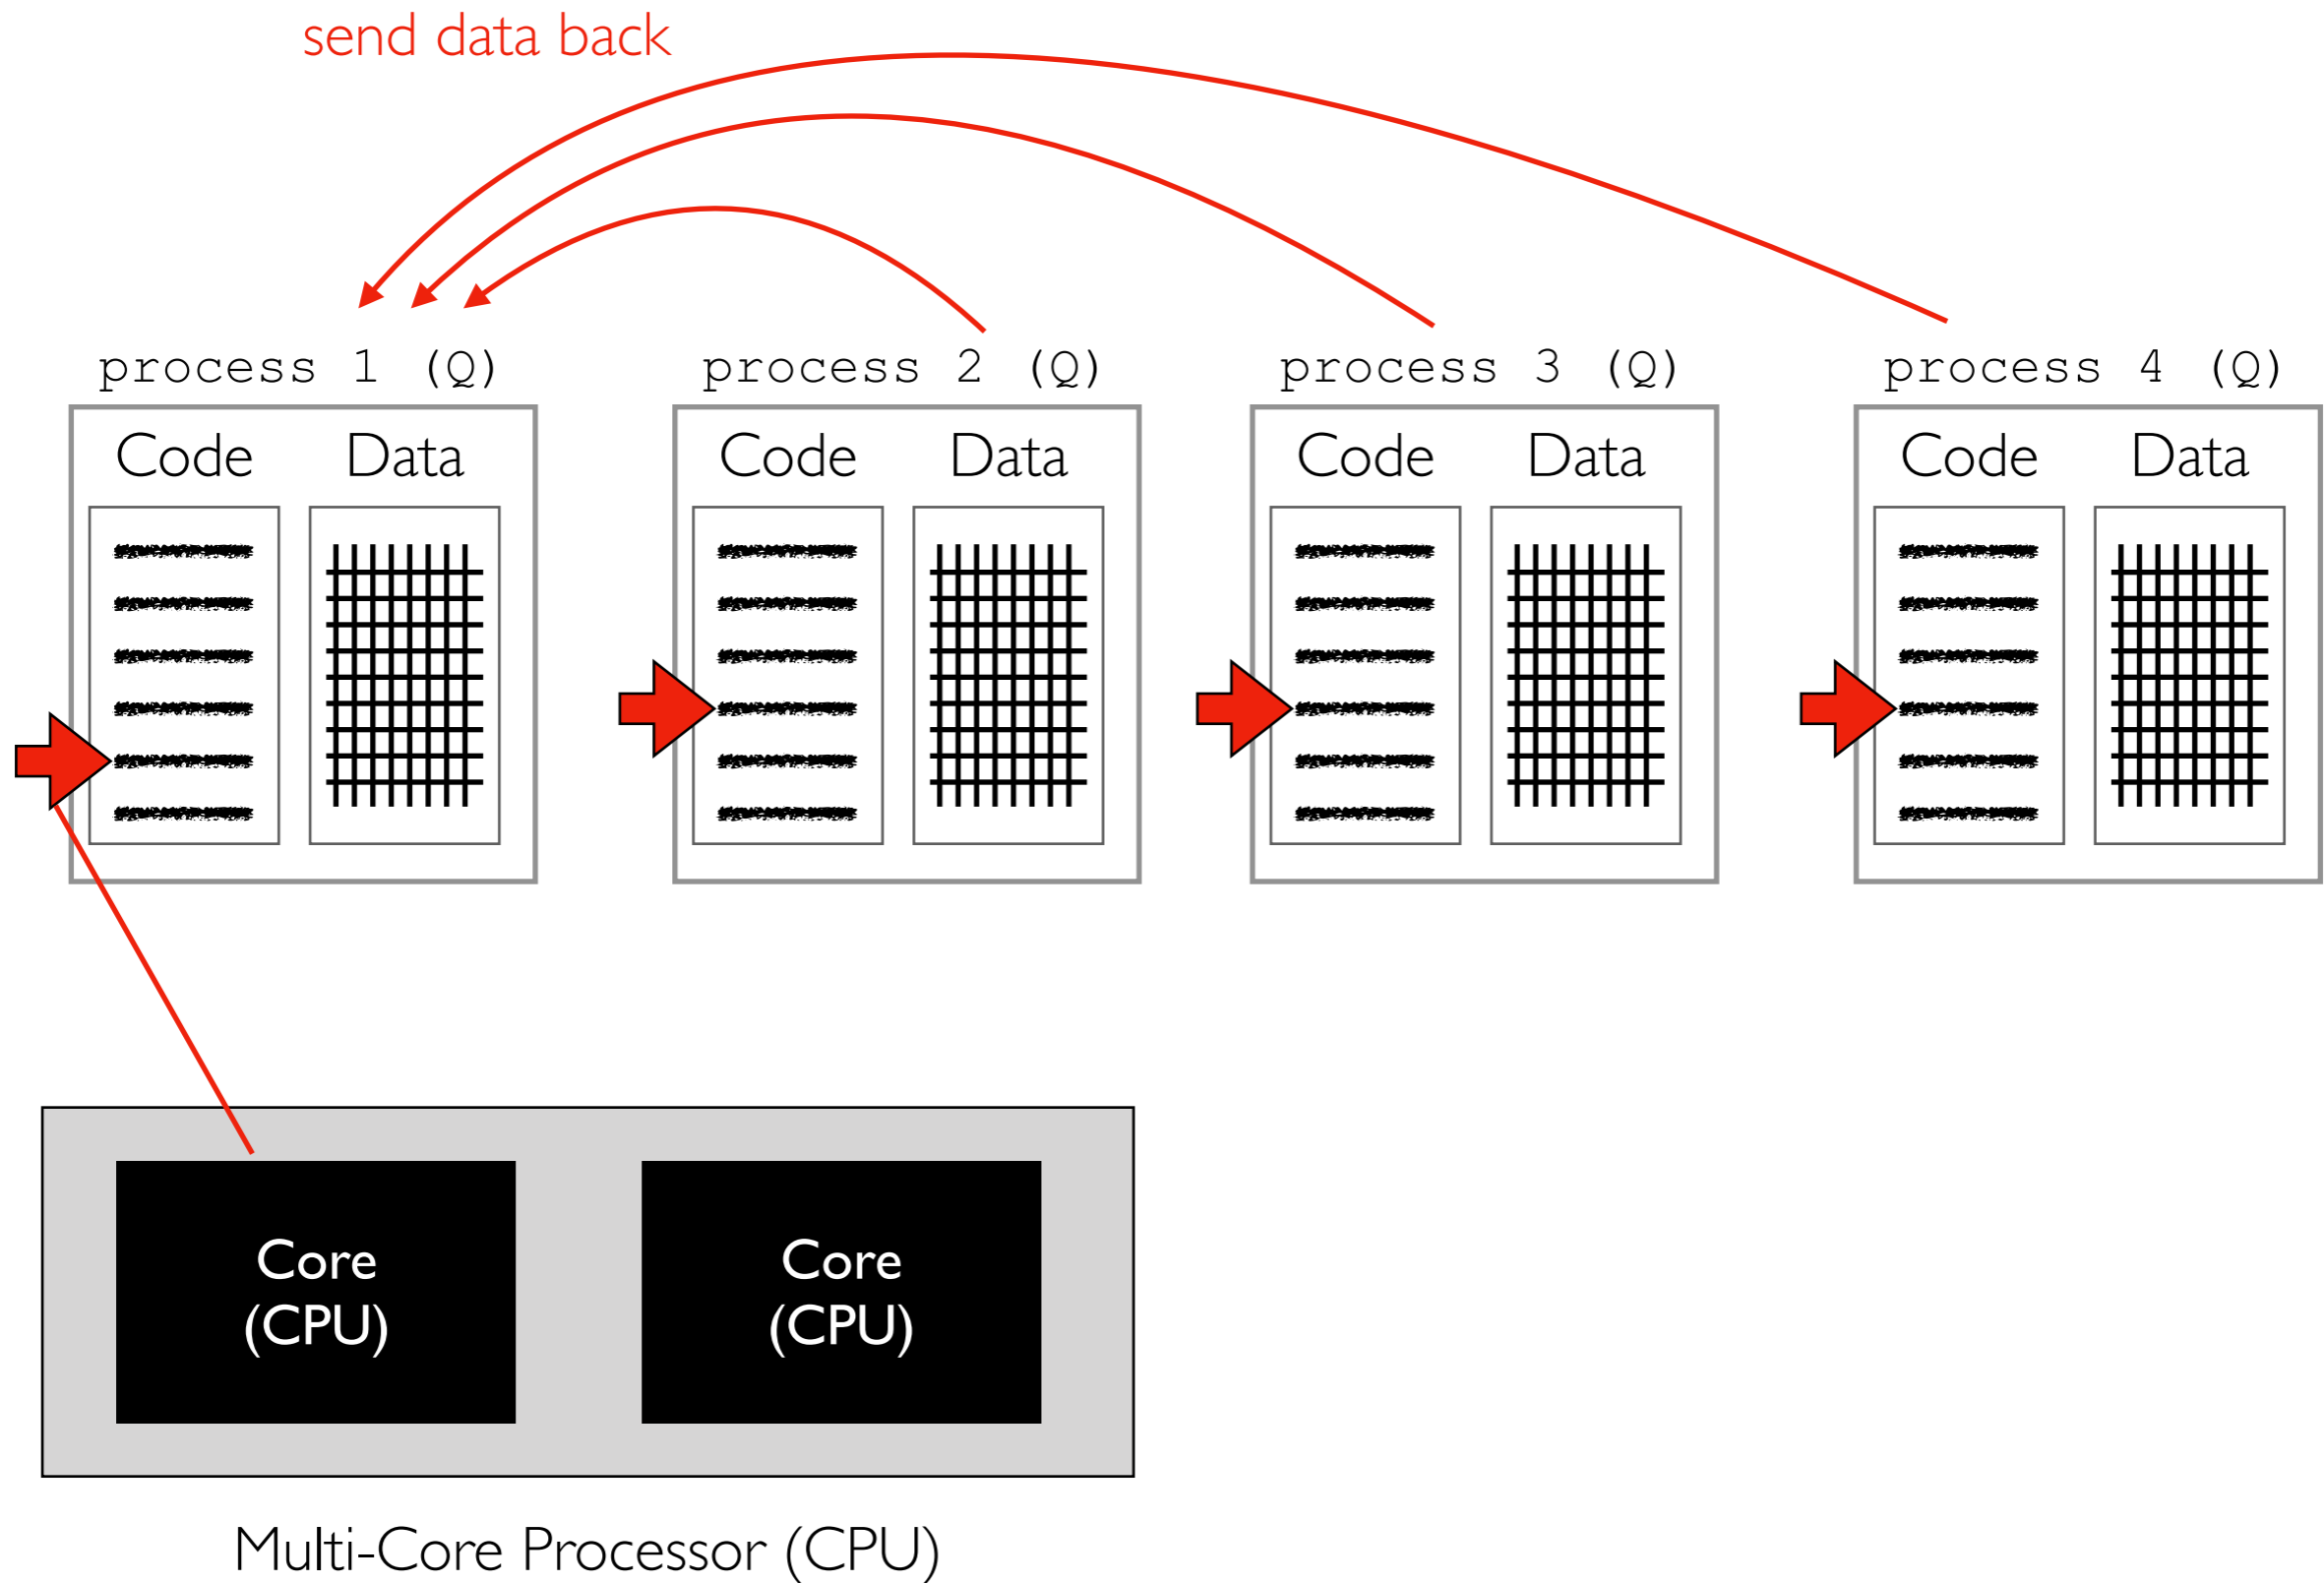 send data back
process 1 (Q)
process 2 (Q)
process 3 (Q)
process 4 (Q)
Code
Data
Code
Data
Code
Data
Code
Data
Core
(CPU)
Core
(CPU)
Multi-Core Processor (CPU)